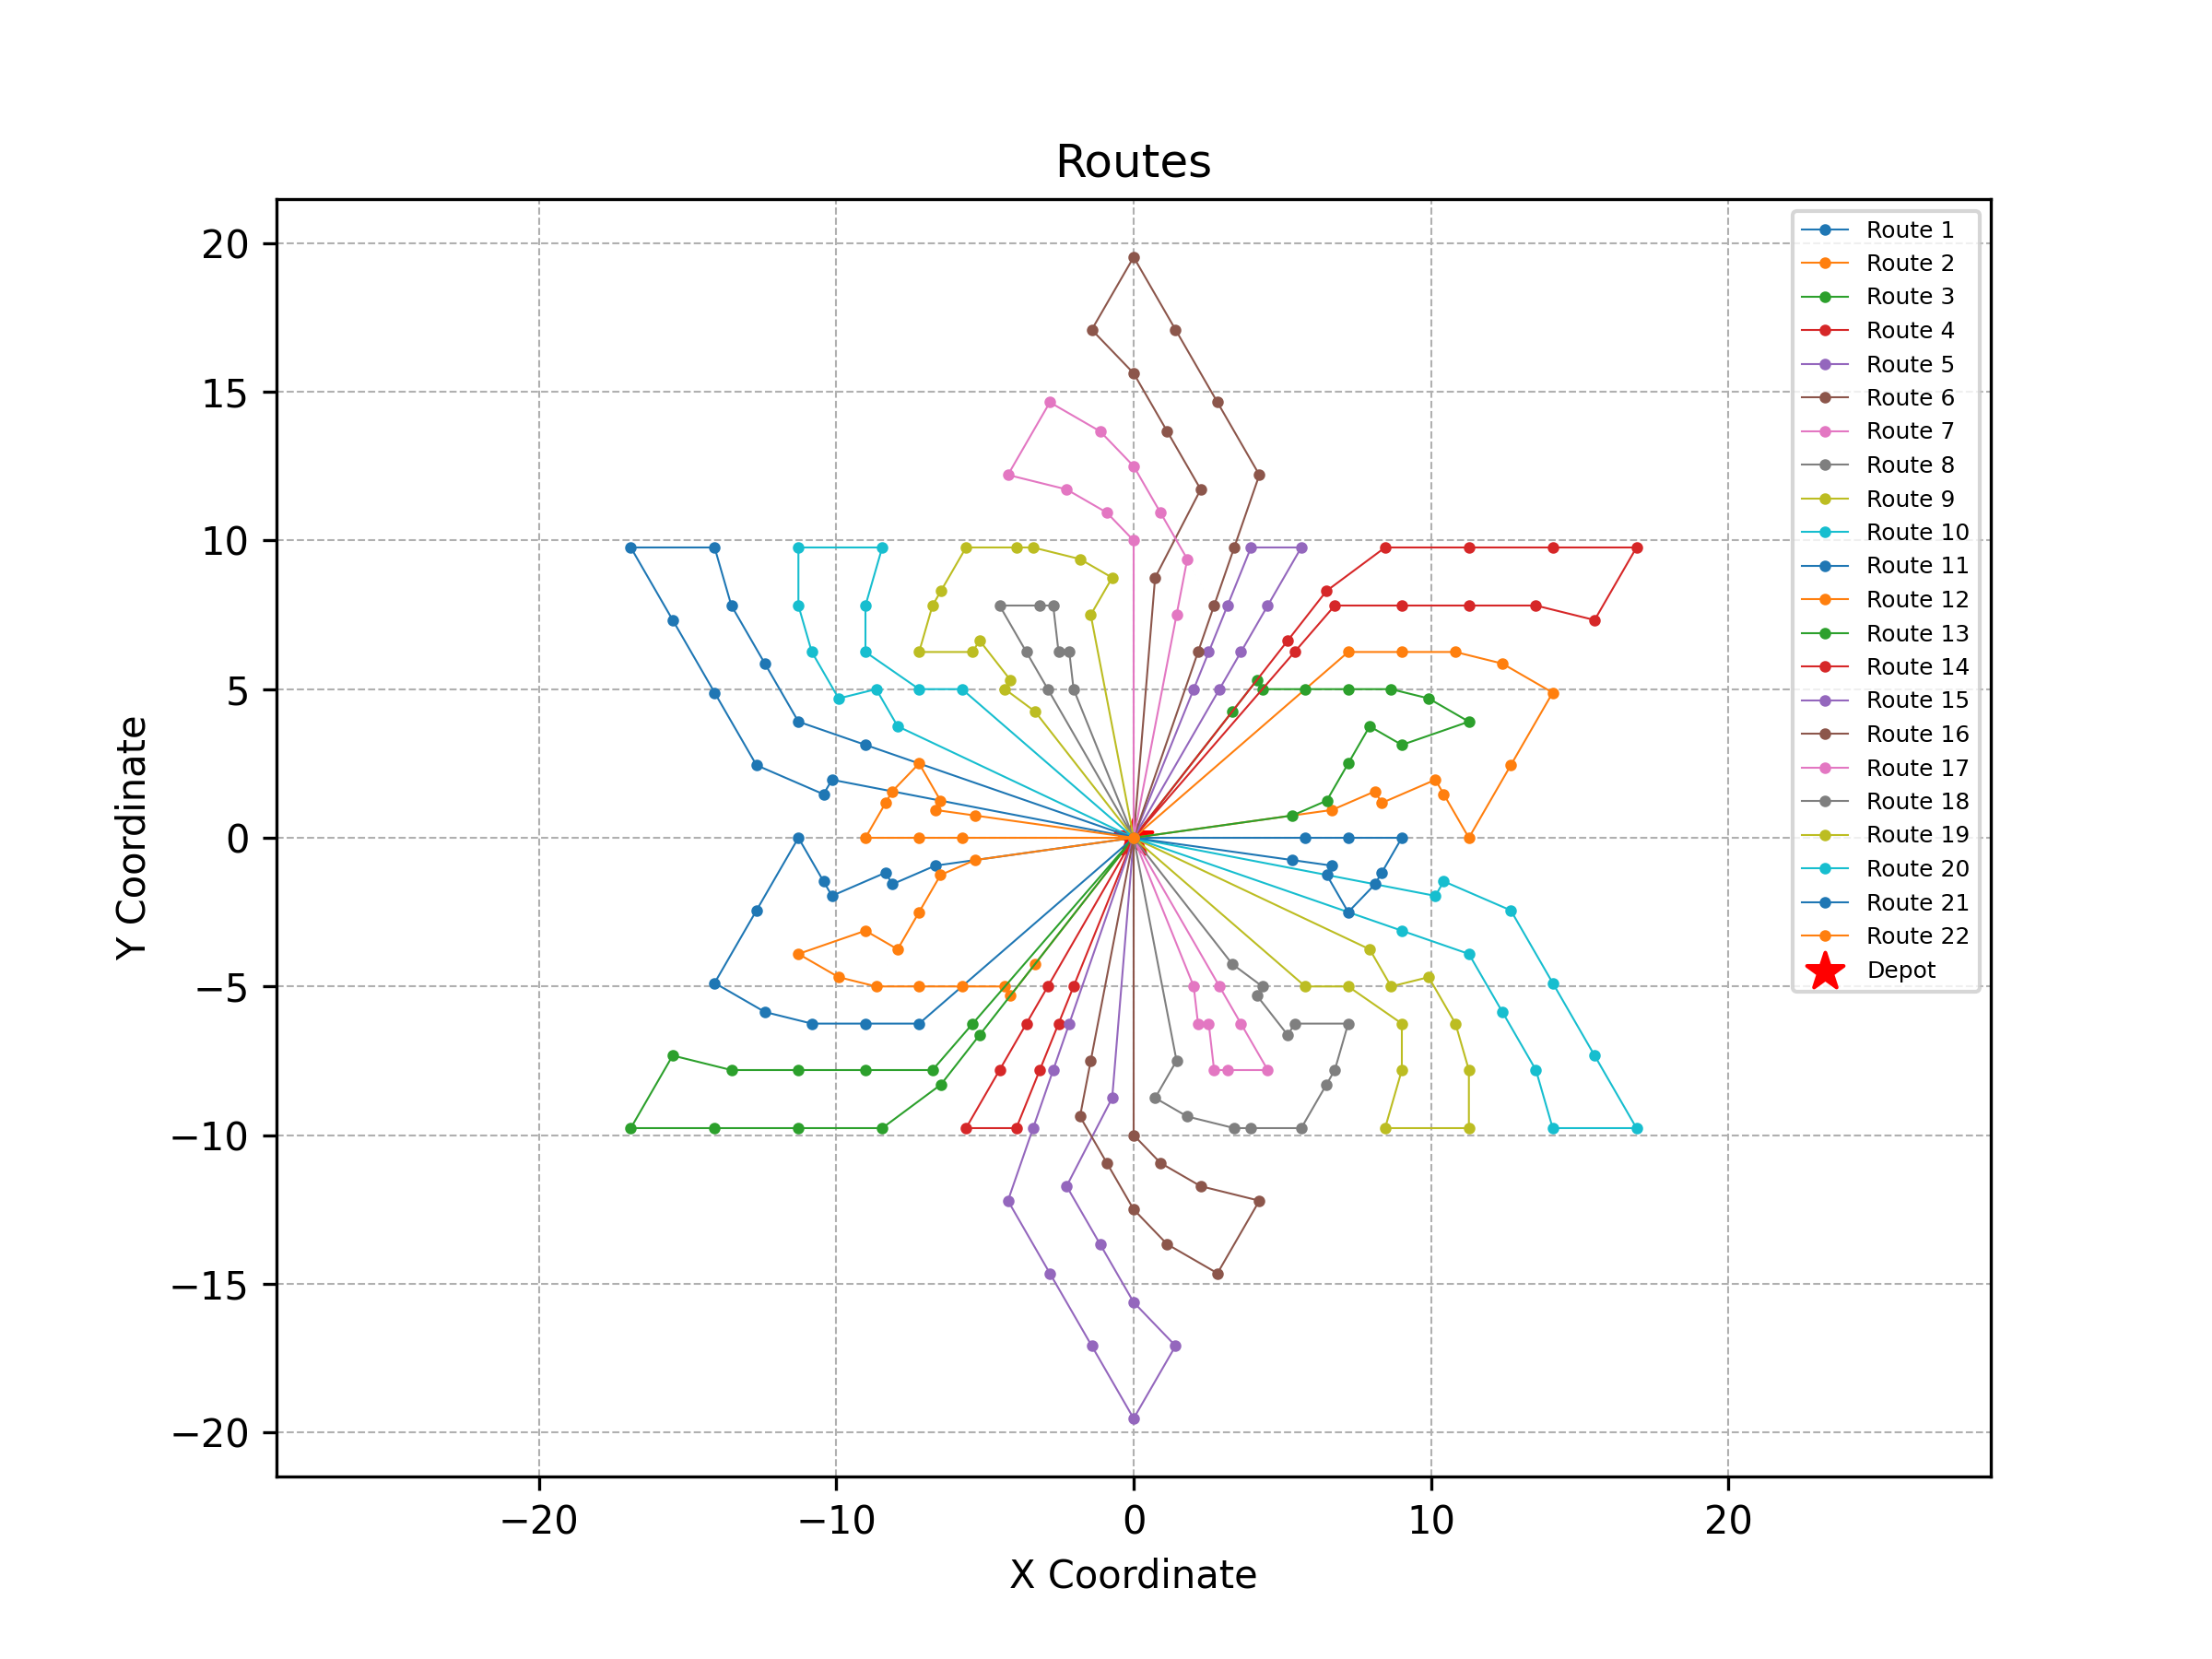 Routes
20
15
10
5
0
−5
−10
−15
−20
Y Coordinate
−20
−10
0
10
20
X Coordinate
Route 1
Route 2
Route 3
Route 4
Route 5
Route 6
Route 7
Route 8
Route 9
Route 10
Route 11
Route 12
Route 13
Route 14
Route 15
Route 16
Route 17
Route 18
Route 19
Route 20
Route 21
Route 22
Depot